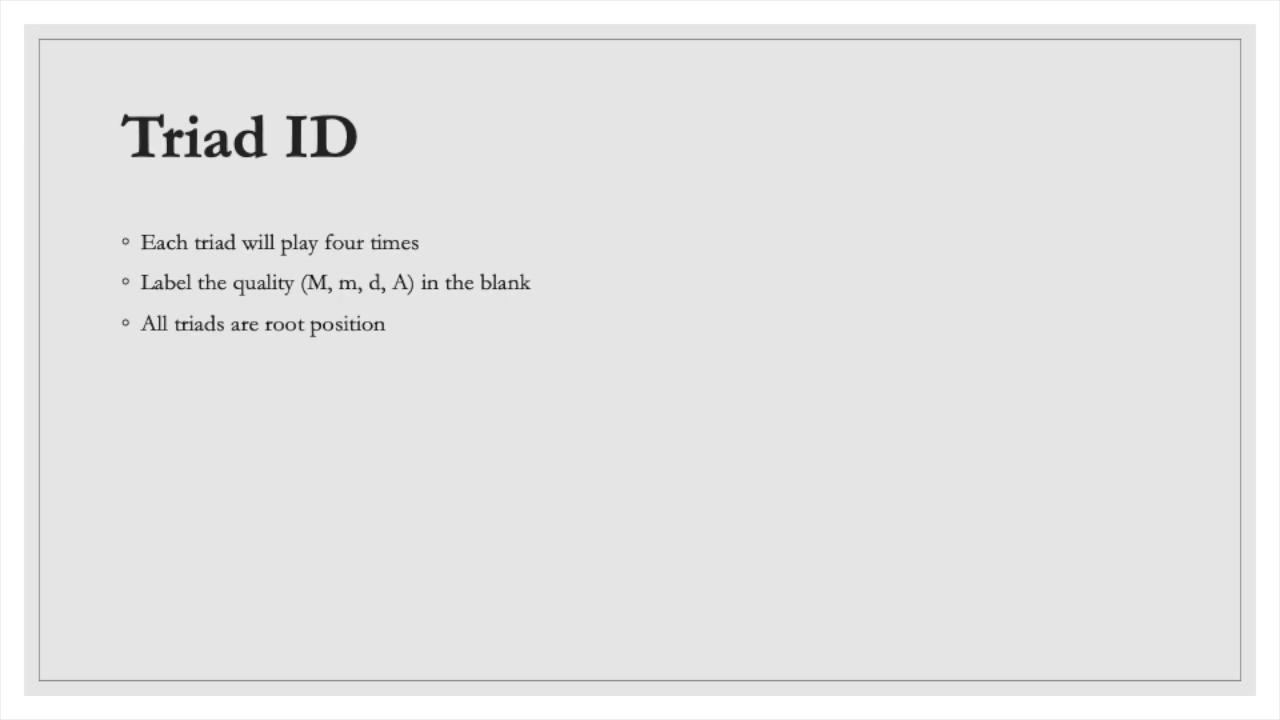 Triad ID
◦ Each triad will play four times
◦ Label the quality (M, m, d, A) in the blank
◦ All triads are root position